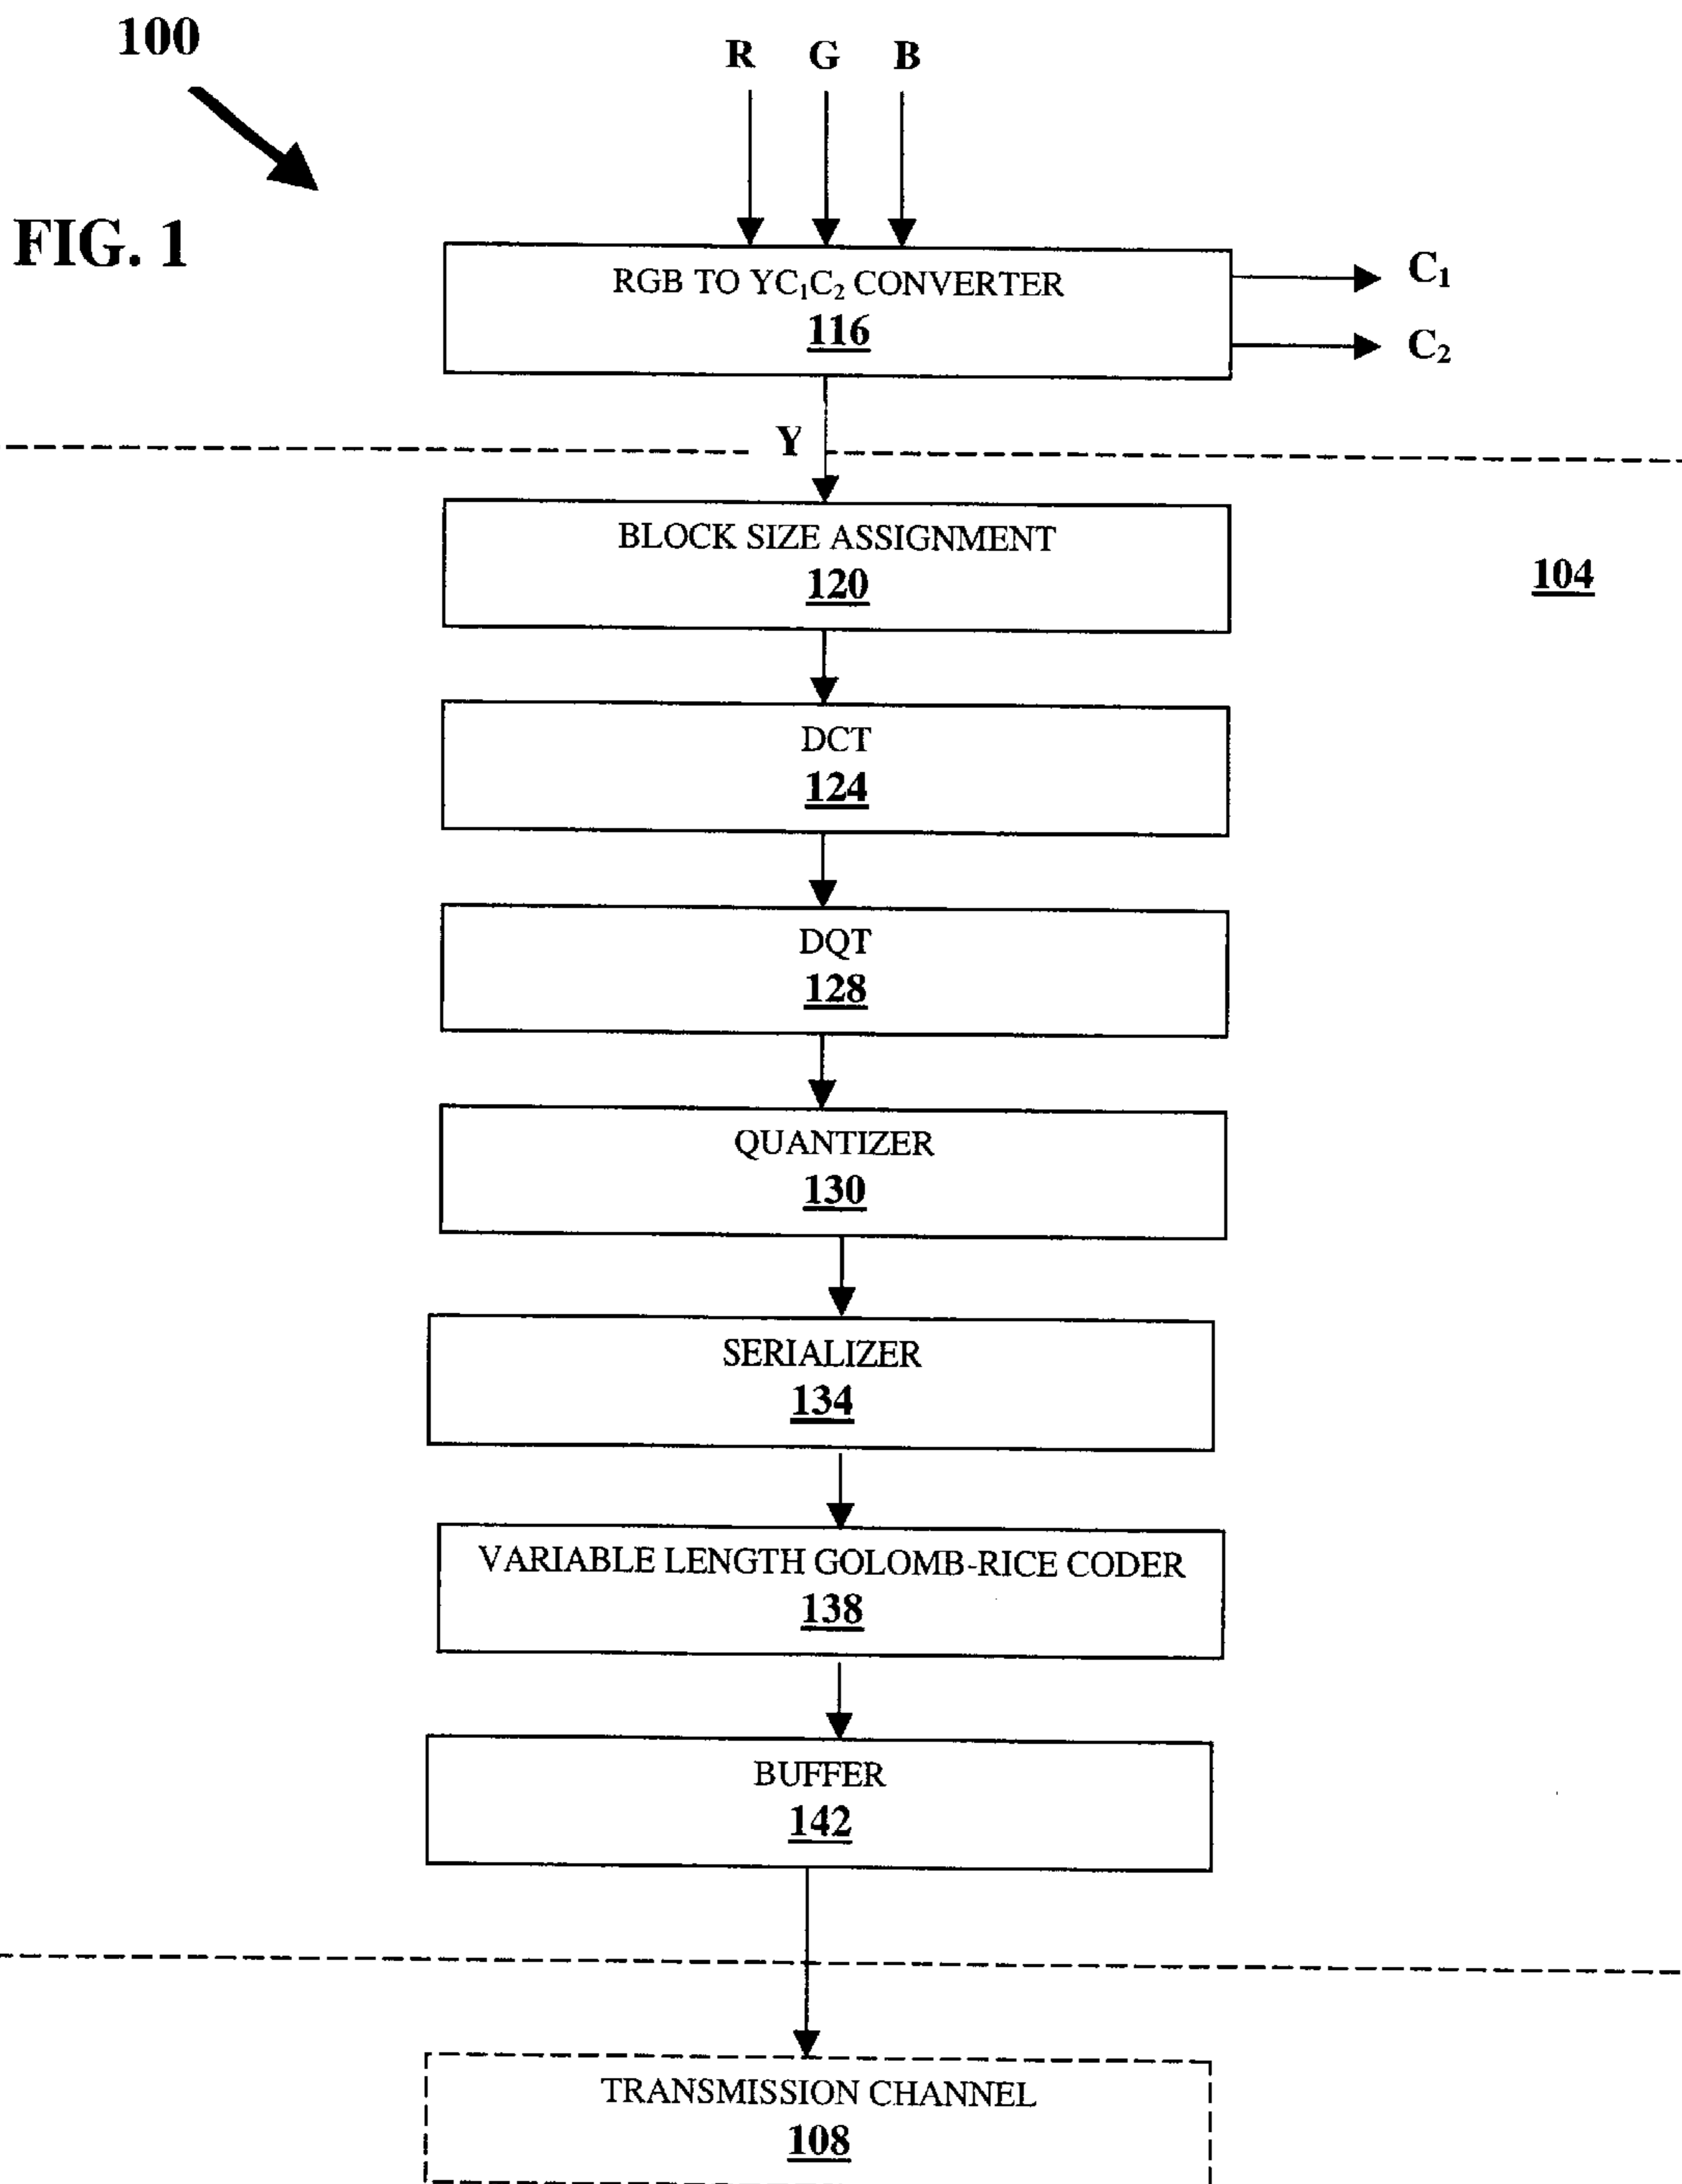 100
R G B
FIG. 1
RGB TO YC₁C₂ CONVERTER
116
C₁
C₂
Y
BLOCK SIZE ASSIGNMENT
120
104
DCT
124
DQT
128
QUANTIZER
130
SERIALIZER
134
VARIABLE LENGTH GOLOMB-RICE CODER
138
BUFFER
142
TRANSMISSION CHANNEL
108